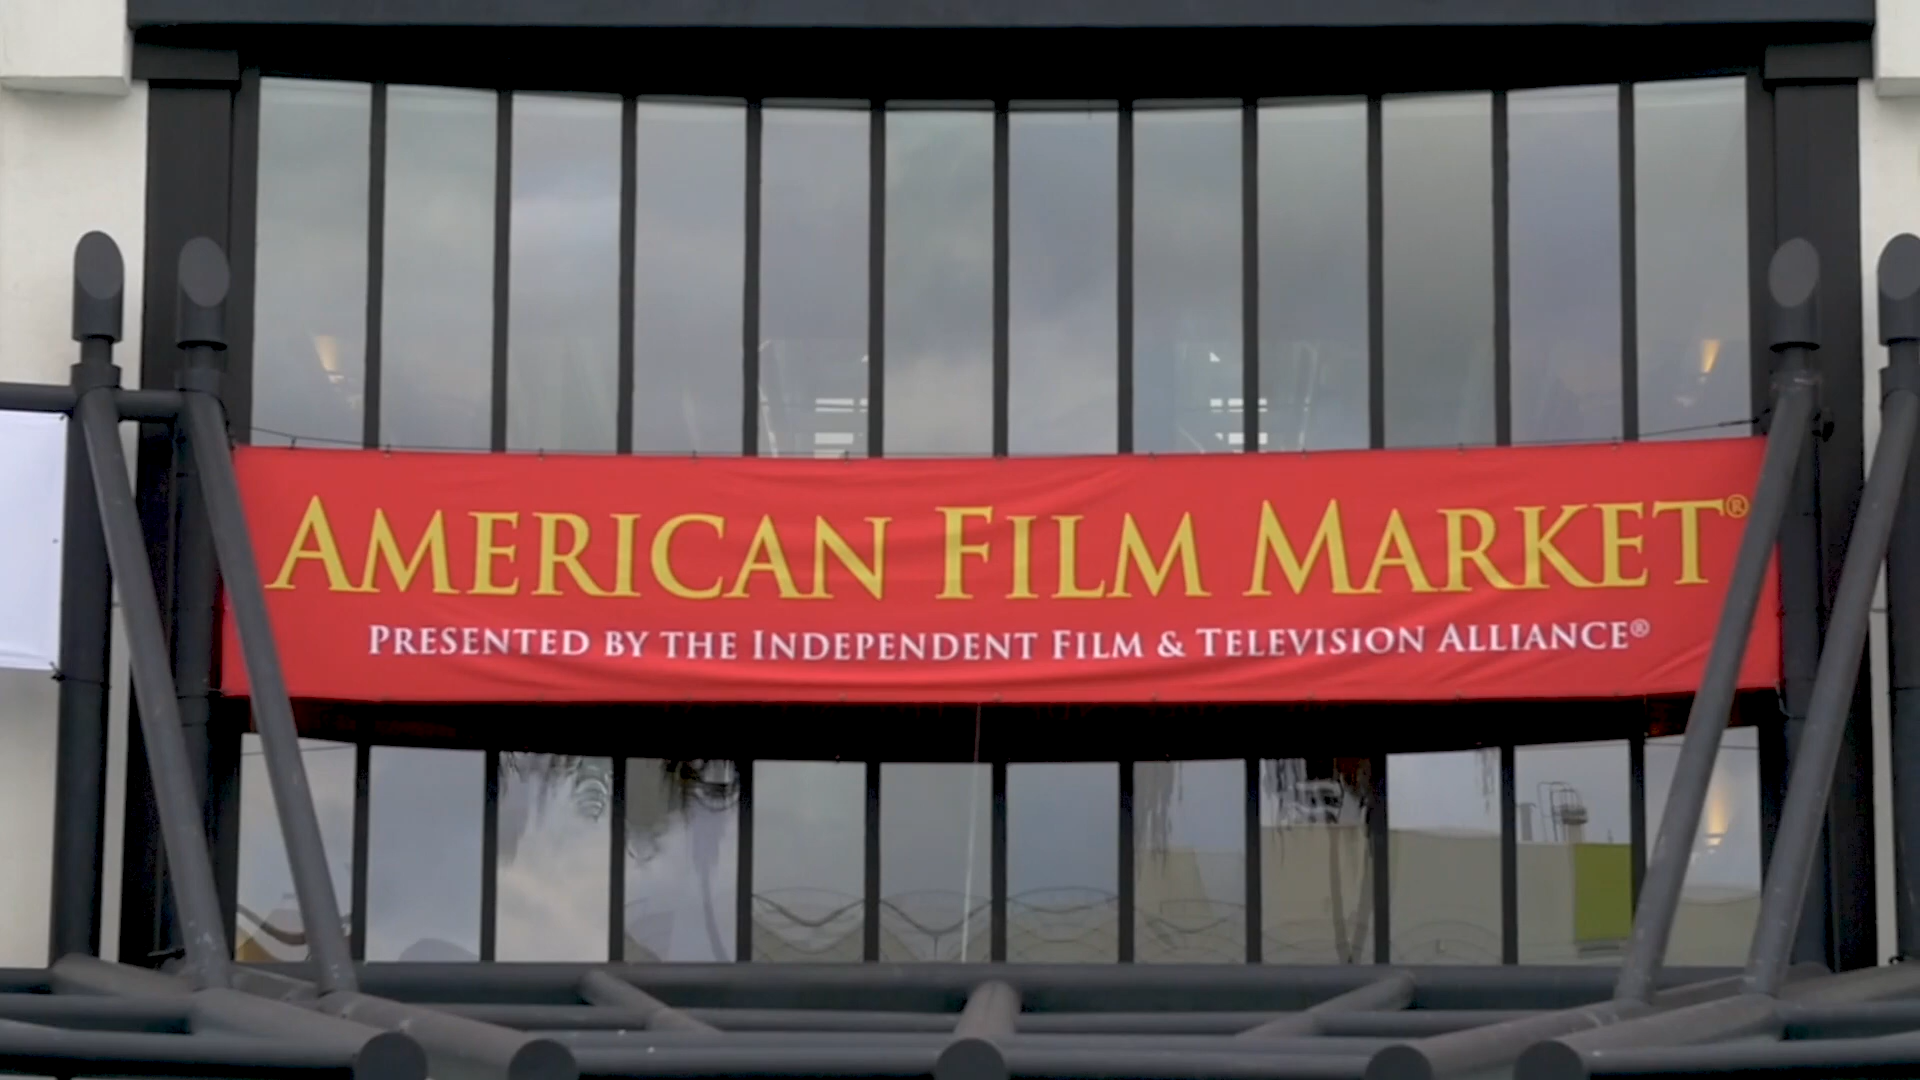 AMERICAN FILM MARKET®
PRESENTED BY THE INDEPENDENT FILM & TELEVISION ALLIANCE®